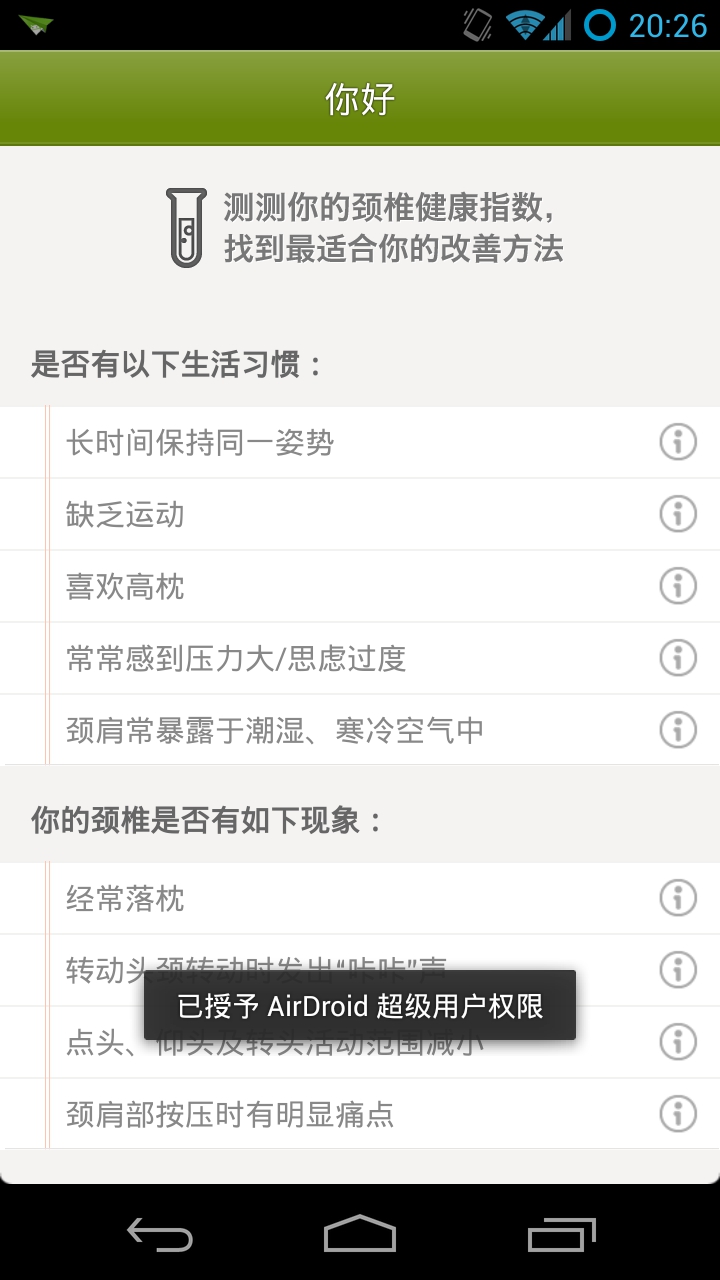 20:26
你好
测测你的颈椎健康指数，
找到最适合你的改善方法
是否有以下生活习惯：
长时间保持同一姿势
缺乏运动
喜欢高枕
常常感到压力大/思虑过度
颈肩常暴露于潮湿、寒冷空气中
你的颈椎是否有如下现象：
经常落枕
转动头颈转动时发出“咔咔”声
已授予 AirDroid 超级用户权限
点头、仰头及转头活动范围减小
颈肩部按压时有明显痛点